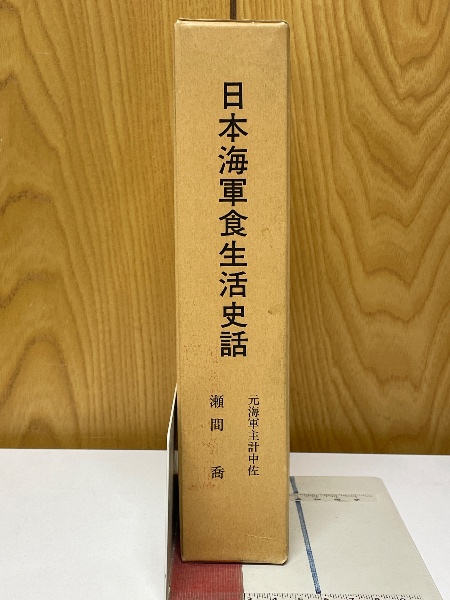 日本海軍食生活史話
元海軍主計中佐
瀬間 喬